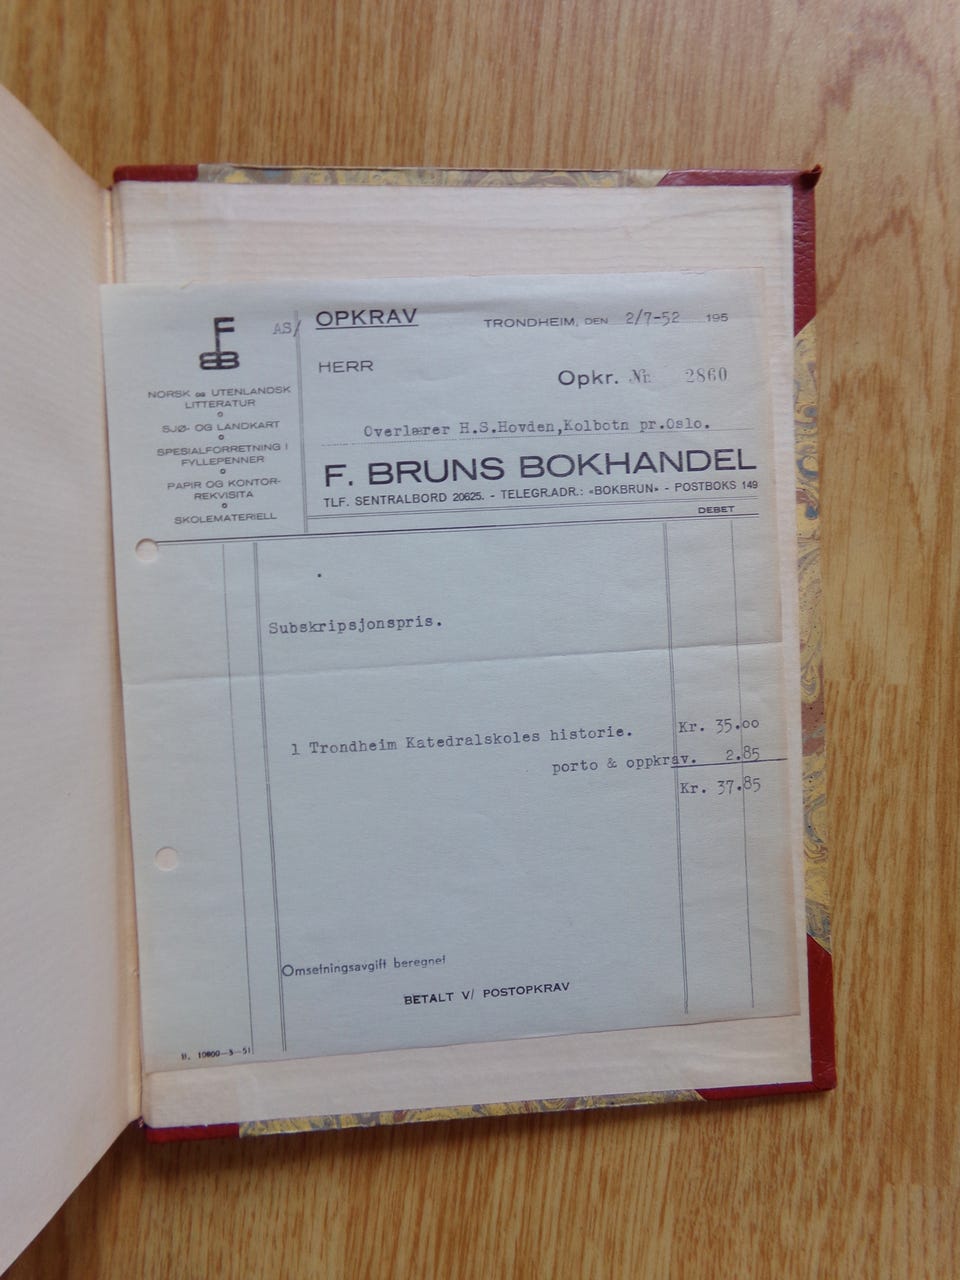 FBB
AS/
NORSK og UTENLANDSK
LITTERATUR
SJØ- OG LANDKART
SPESIALFORRETNING I
FYLLEPENNER
PAPIR OG KONTOR-
REKVISITA
SKOLEMATERIELL
OPKRAV
TRONDHEIM, DEN 2/7-52 195
HERR
Opkr. Nr. 2860
Overlærer H.S.Hovden,Kolbotn pr.Oslo.
F. BRUNS BOKHANDEL
TLF. SENTRALBORD 20625. - TELEGR.ADR.: «BOKBRUN» - POSTBOKS 149
DEBET
Subskripsjonspris.
1 Trondheim Katedralskoles historie. Kr. 35.00
porto & oppkrav. 2.85
Kr. 37.85
Omsetningsavgift beregnet
BETALT V/ POSTOPKRAV
B. 10000—3—51